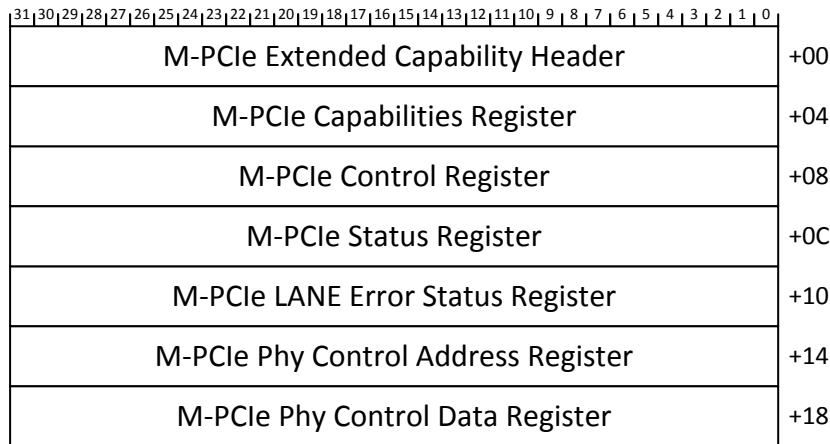 31 30 29 28 27 26 25 24 23 22 21 20 19 18 17 16 15 14 13 12 11 10 9 8 7 6 5 4 3 2 1 0
M-PCIe Extended Capability Header +00
M-PCIe Capabilities Register +04
M-PCIe Control Register +08
M-PCIe Status Register +0C
M-PCIe LANE Error Status Register +10
M-PCIe Phy Control Address Register +14
M-PCIe Phy Control Data Register +18